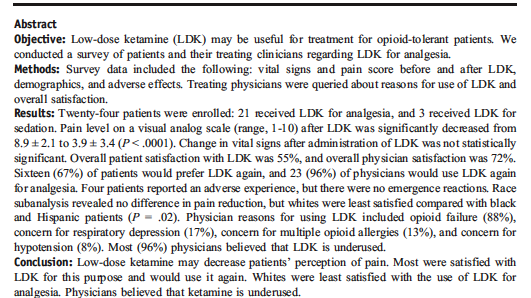 Abstract
Objective: Low-dose ketamine (LDK) may be useful for treatment for opioid-tolerant patients. We
conducted a survey of patients and their treating clinicians regarding LDK for analgesia.
Methods: Survey data included the following: vital signs and pain score before and after LDK,
demographics, and adverse effects. Treating physicians were queried about reasons for use of LDK and
overall satisfaction.
Results: Twenty-four patients were enrolled: 21 received LDK for analgesia, and 3 received LDK for
sedation. Pain level on a visual analog scale (range, 1-10) after LDK was significantly decreased from
8.9 ± 2.1 to 3.9 ± 3.4 (P < .0001). Change in vital signs after administration of LDK was not statistically
significant. Overall patient satisfaction with LDK was 55%, and overall physician satisfaction was 72%.
Sixteen (67%) of patients would prefer LDK again, and 23 (96%) of physicians would use LDK again
for analgesia. Four patients reported an adverse experience, but there were no emergence reactions. Race
subanalysis revealed no difference in pain reduction, but whites were least satisfied compared with black
and Hispanic patients (P = .02). Physician reasons for using LDK included opioid failure (88%),
concern for respiratory depression (17%), concern for multiple opioid allergies (13%), and concern for
hypotension (8%). Most (96%) physicians believed that LDK is underused.
Conclusion: Low-dose ketamine may decrease patients' perception of pain. Most were satisfied with
LDK for this purpose and would use it again. Whites were least satisfied with the use of LDK for
analgesia. Physicians believed that ketamine is underused.